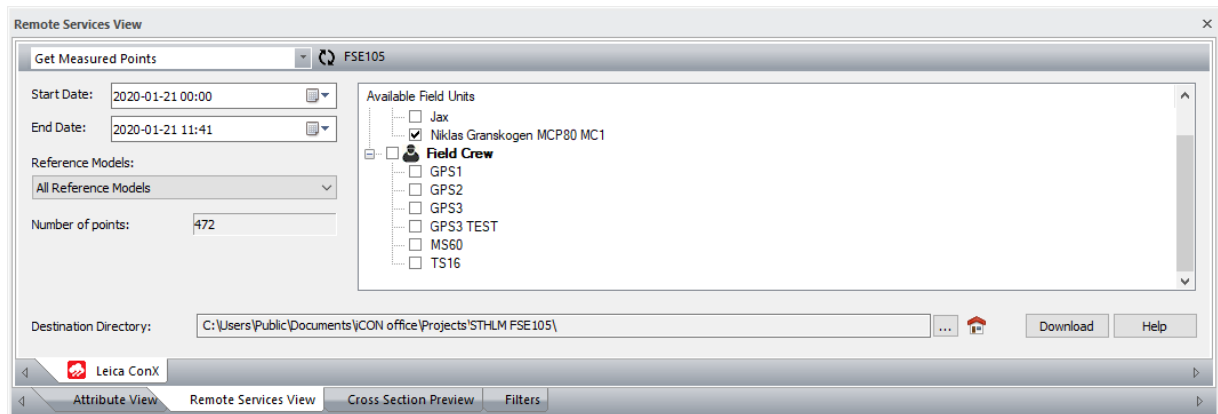 Remote Services View
Get Measured Points
FSE105
Start Date:
2020-01-21 00:00
End Date:
2020-01-21 11:41
Reference Models:
All Reference Models
Number of points:
472
Available Field Units
Jax
Niklas Granskogen MCP80 MC1
Field Crew
GPS1
GPS2
GPS3
GPS3 TEST
MS60
TS16
Destination Directory:
C:\Users\Public\Documents\iCON office\Projects'STHLM FSE105\
...
Download
Help
Leica ConX
Attribute View
Remote Services View
Cross Section Preview
Filters